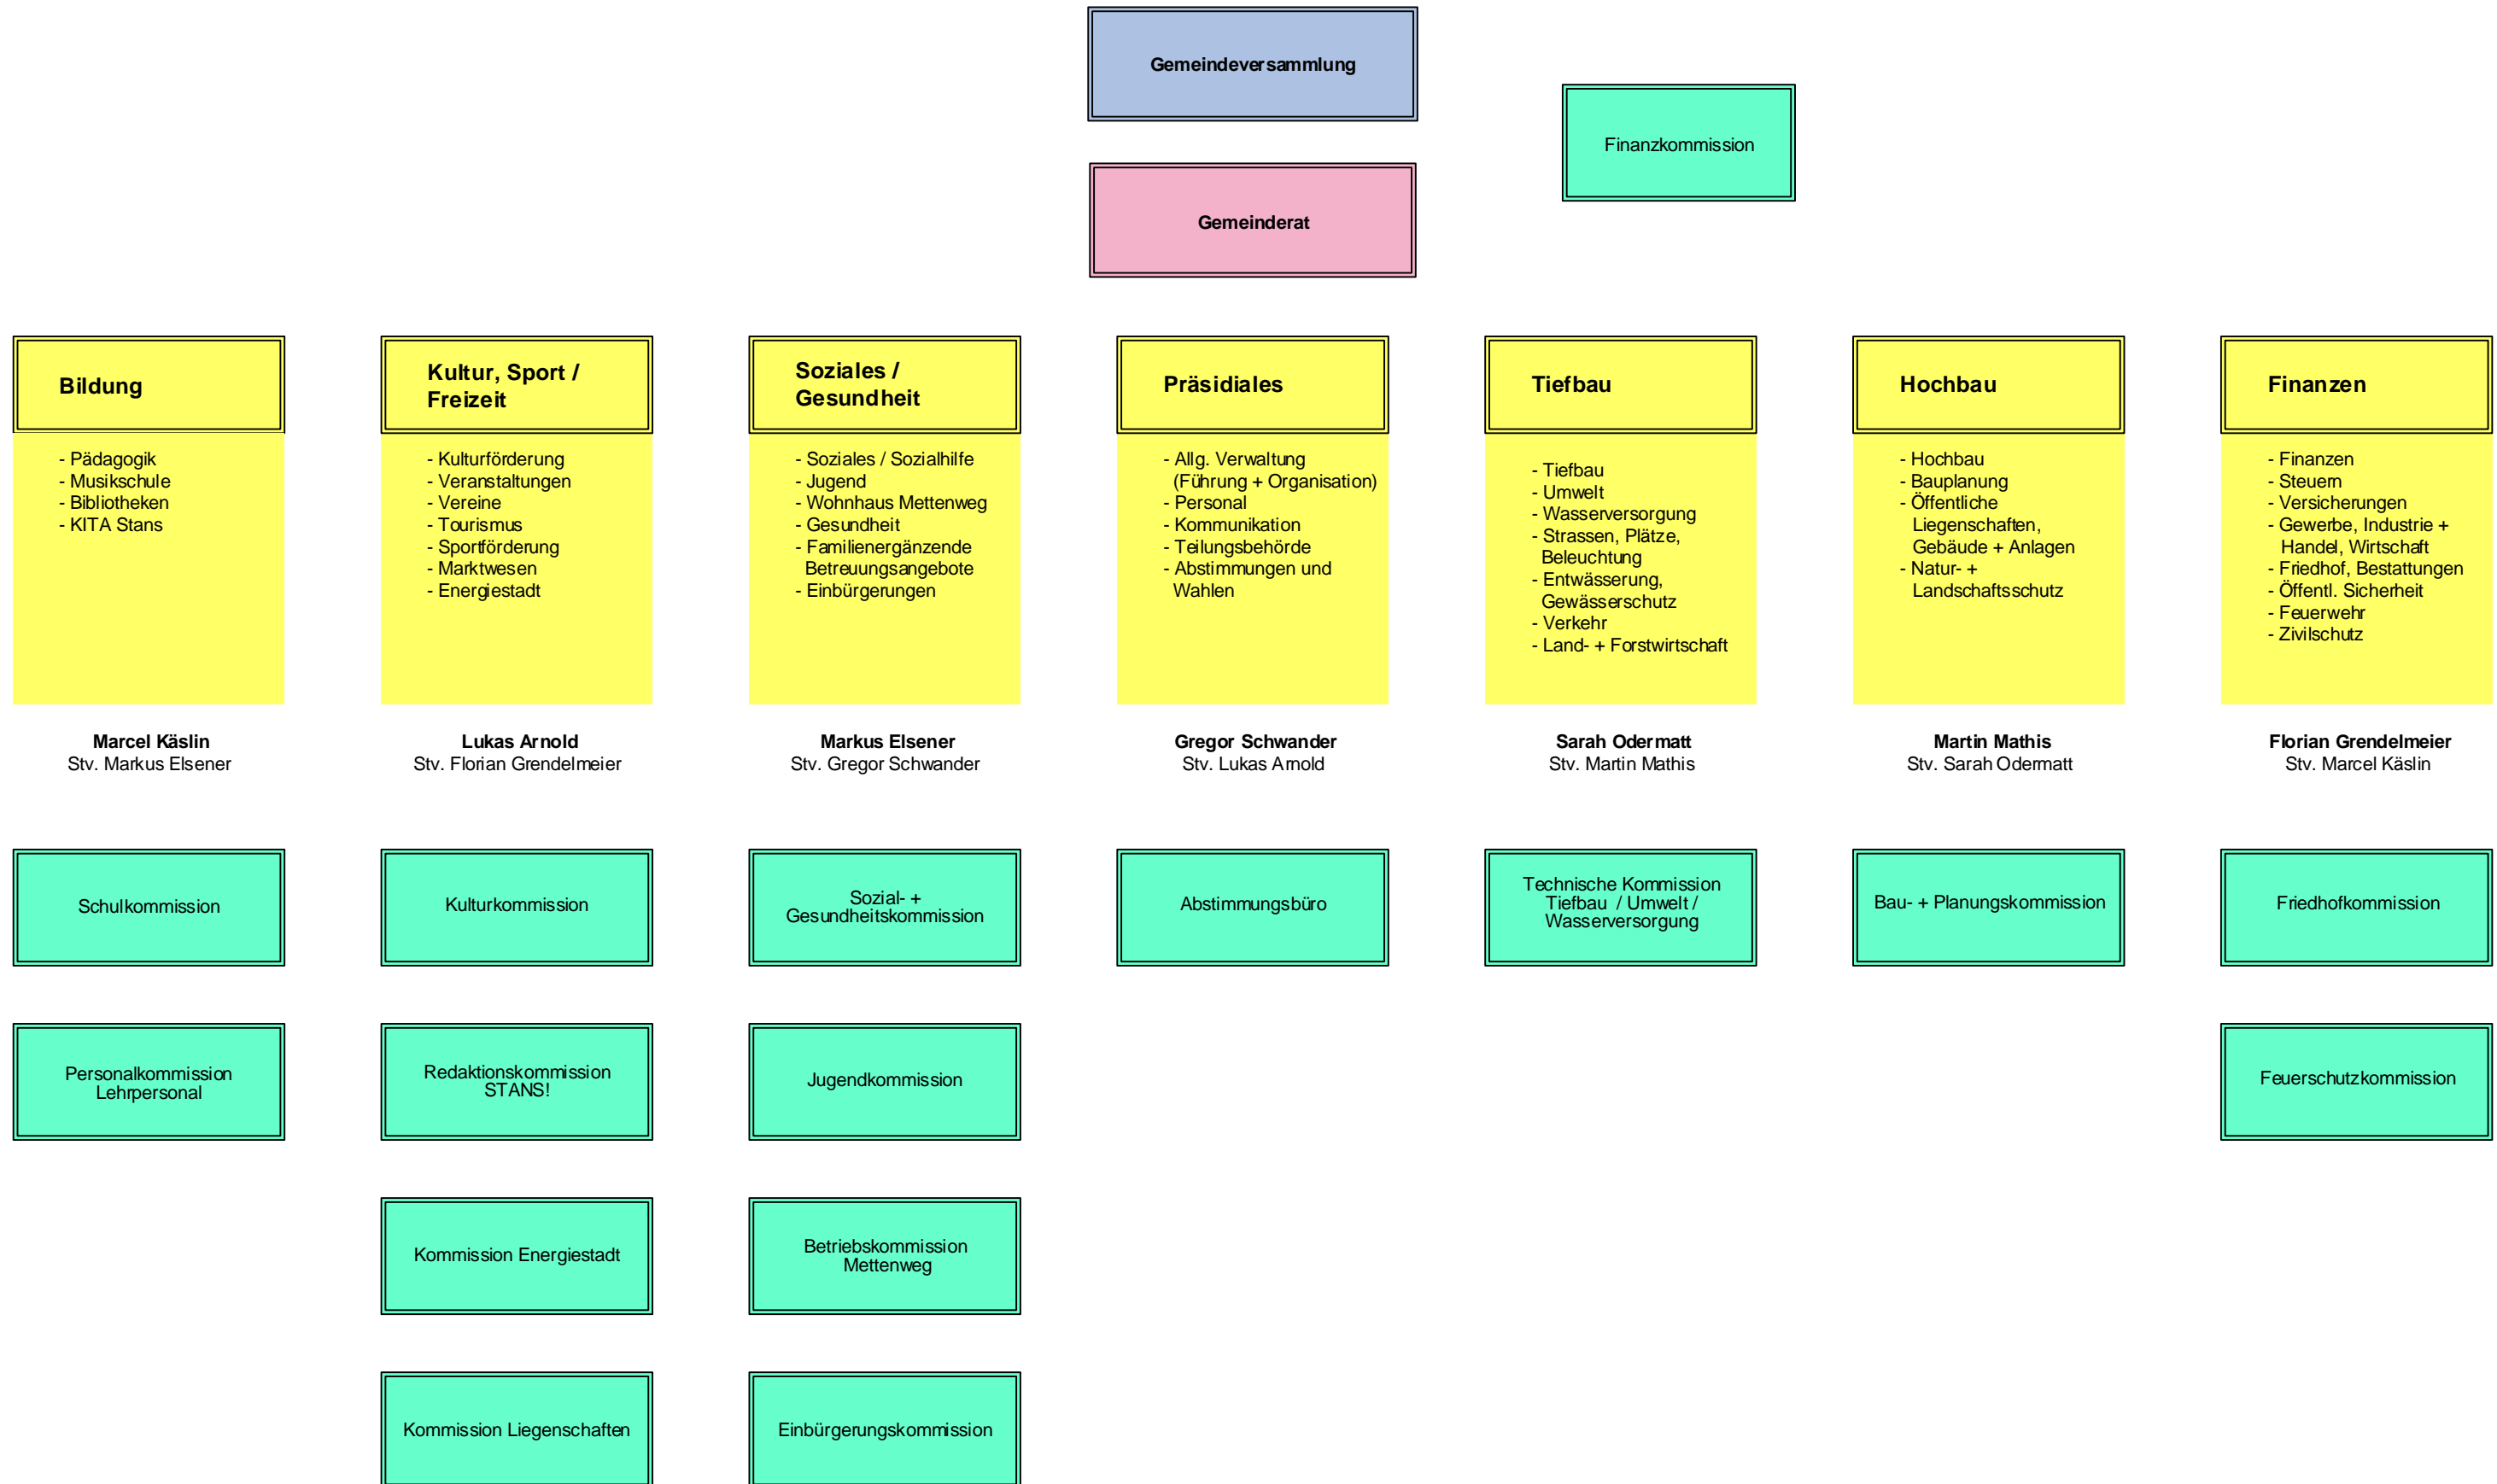 Gemeindeversammlung
Finanzkommission
Gemeinderat
Bildung
- Pädagogik
- Musikschule
- Bibliotheken
- KITA Stans
Marcel Käslin
Stv. Markus Elsener
Schulkommission
Personalkommission
Lehrpersonal
Kultur, Sport /
Freizeit
- Kulturförderung
- Veranstaltungen
- Vereine
- Tourismus
- Sportförderung
- Marktwesen
- Energiestadt
Lukas Arnold
Stv. Florian Grendelmeier
Kulturkommission
Redaktionskommission
STANS!
Kommission Energiestadt
Kommission Liegenschaften
Soziales /
Gesundheit
- Soziales / Sozialhilfe
- Jugend
- Wohnhaus Mettenweg
- Gesundheit
- Familienergänzende
Betreuungsangebote
- Einbürgerungen
Markus Elsener
Stv. Gregor Schwander
Sozial- +
Gesundheitskommission
Jugendkommission
Betriebskommission
Mettenweg
Einbürgerungskommission
Präsidiales
- Allg. Verwaltung
(Führung + Organisation)
- Personal
- Kommunikation
- Teilungsbehörde
- Abstimmungen und
Wahlen
Gregor Schwander
Stv. Lukas Arnold
Abstimmungsbüro
Tiefbau
- Tiefbau
- Umwelt
- Wasserversorgung
- Strassen, Plätze,
Beleuchtung
- Entwässerung,
Gewässerschutz
- Verkehr
- Land- + Forstwirtschaft
Sarah Odermatt
Stv. Martin Mathis
Technische Kommission
Tiefbau / Umwelt /
Wasserversorgung
Hochbau
- Hochbau
- Bauplanung
- Öffentliche
Liegenschaften,
Gebäude + Anlagen
- Natur- +
Landschaftsschutz
Martin Mathis
Stv. Sarah Odermatt
Bau- + Planungskommission
Finanzen
- Finanzen
- Steuern
- Versicherungen
- Gewerbe, Industrie +
Handel, Wirtschaft
- Friedhof, Bestattungen
- Öffentl. Sicherheit
- Feuerwehr
- Zivilschutz
Florian Grendelmeier
Stv. Marcel Käslin
Friedhofkommission
Feuerschutzkommission